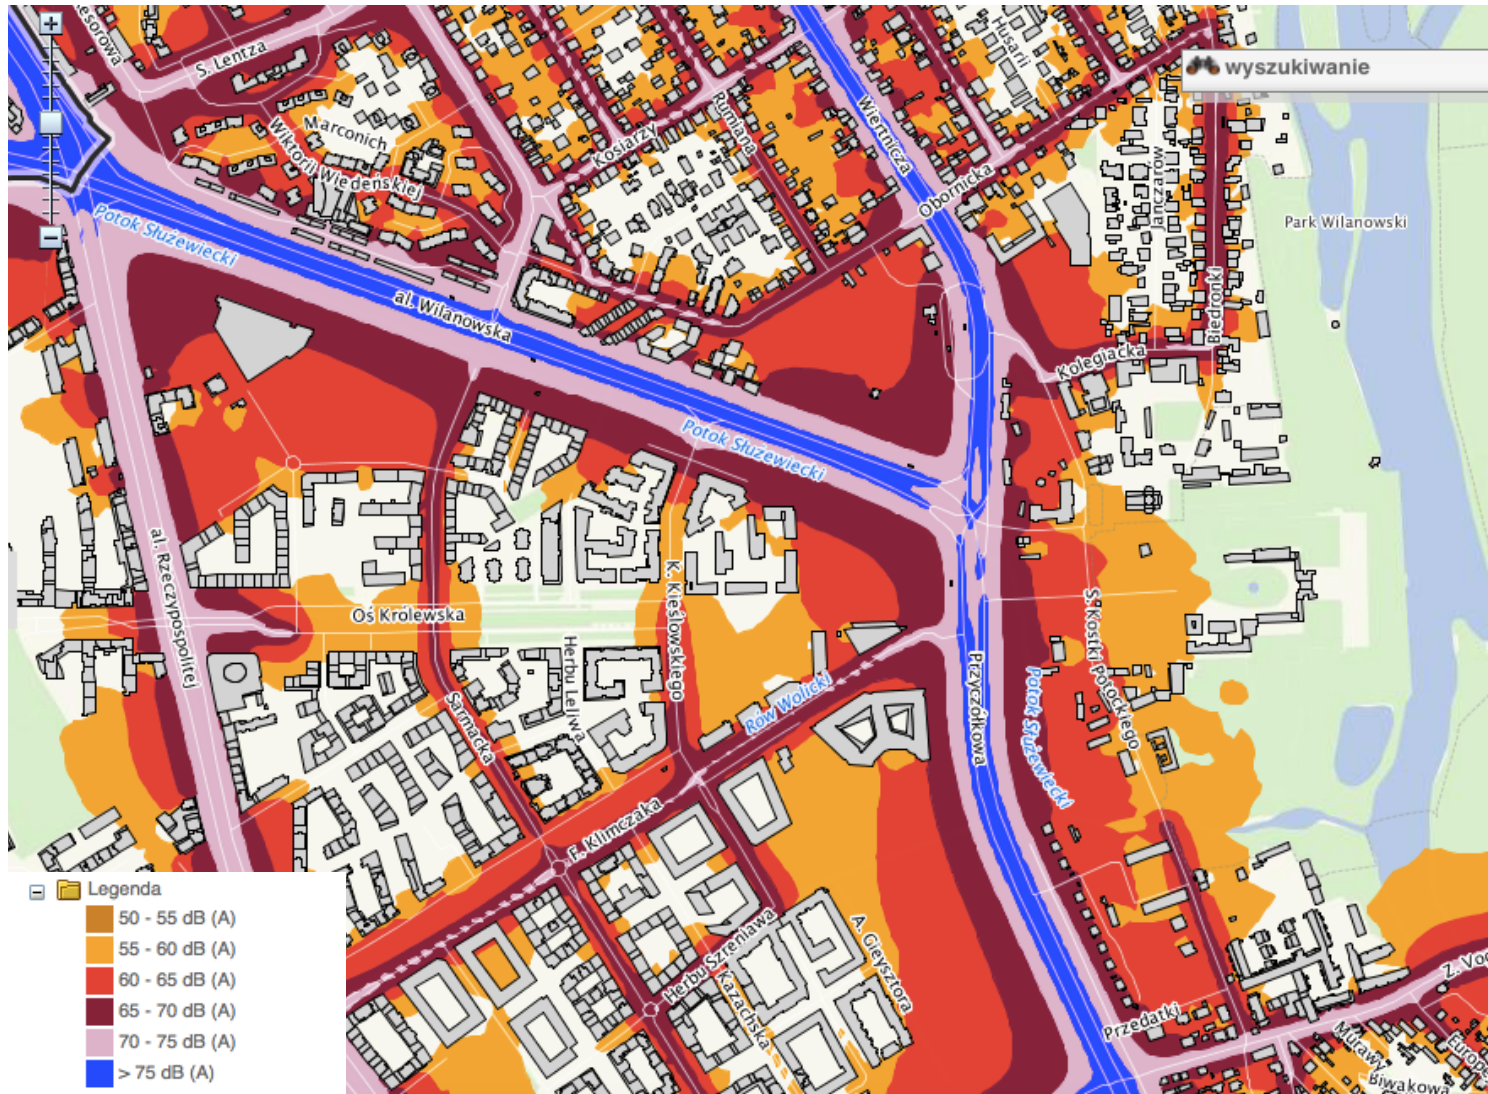 S. Lentza
Husarii
wyszukiwanie
Marconich
Wiktorii Wiedeńskiej
Kosiarzy
Rumiana
Wiertnicza
Obornicka
Janczarów
Park Wilanowski
Potok Służewiecki
al. Wilanowska
Biedronki
Kolegiacka
Potok Służewiecki
al. Rzeczypospolitej
Oś Królewska
K. Kieślowskiego
S. Kostki Potockiego
Herbu Leliwa
Sarmacka
Rów Wolicki
Przyczółkowa
Potok Służewiecki
F. Klimczaka
Legenda
50 - 55 dB (A)
55 - 60 dB (A)
60 - 65 dB (A)
65 - 70 dB (A)
70 - 75 dB (A)
> 75 dB (A)
Herbu Szreniawa
A. Gieysztora
Kazachska
Przedatki
Murawy
Biwakowa